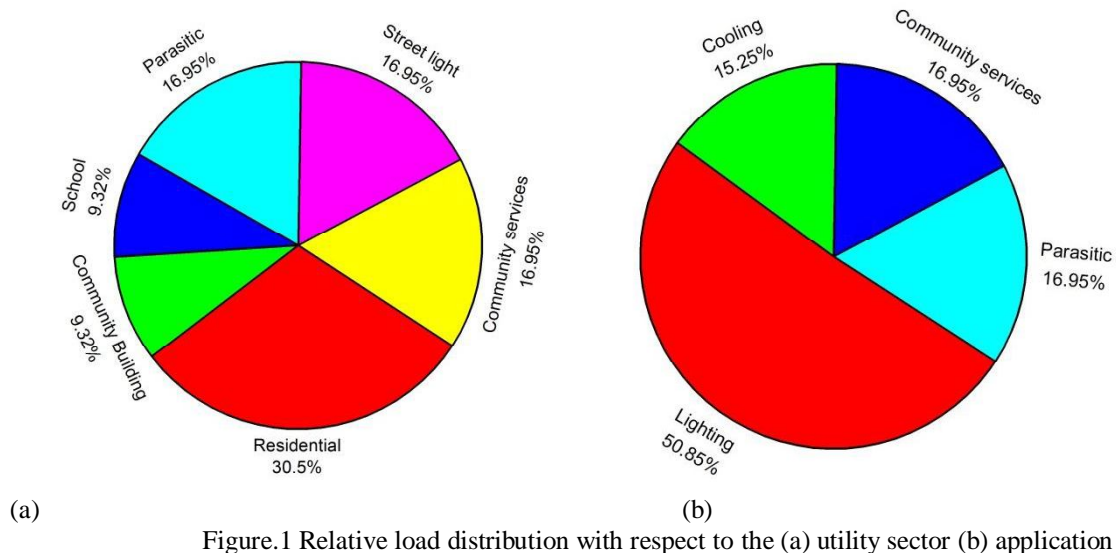 Parasitic
16.95%
Street light
16.95%
School
9.32%
Community services
16.95%
Community Building
9.32%
Residential
30.5%
Cooling
15.25%
Community services
16.95%
Parasitic
16.95%
Lighting
50.85%
(a)
(b)
Figure.1 Relative load distribution with respect to the (a) utility sector (b) application